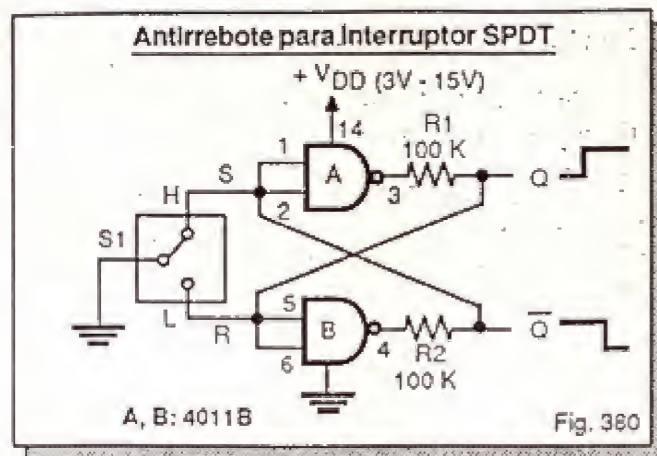 Antirrebote para Interruptor SPDT
+ VDD (3V - 15V)
14
R1
100 K
1
A
3
S
2
H
Q
S1
L
R
5
B
4
6
R2
100 K
Q
A, B: 4011B
Fig. 380